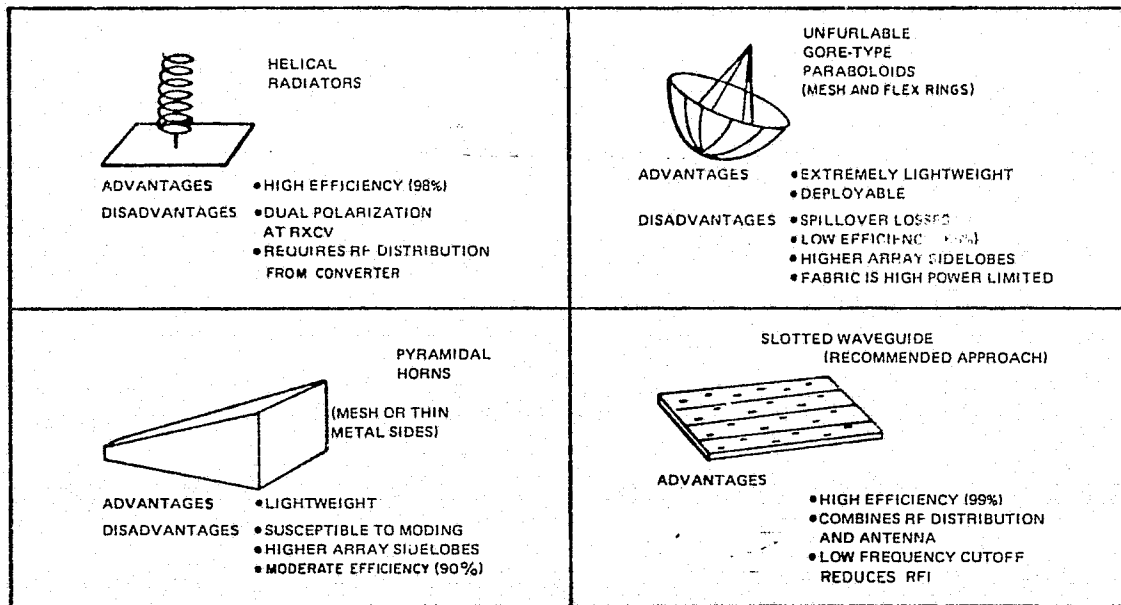 HELICAL
RADIATORS
ADVANTAGES • HIGH EFFICIENCY (98%)
DISADVANTAGES • DUAL POLARIZATION
AT RXCV
• REQUIRES RF DISTRIBUTION
FROM CONVERTER
UNFURLABLE
GORE-TYPE
PARABOLOIDS
(MESH AND FLEX RINGS)
ADVANTAGES • EXTREMELY LIGHTWEIGHT
• DEPLOYABLE
DISADVANTAGES • SPILLOVER LOSSES
• LOW
• HIGHER ARRAY SIDELOBES
• FABRIC IS HIGH POWER LIMITED
PYRAMIDAL
HORNS
(MESH OR THIN
METAL SIDES)
ADVANTAGES • LIGHTWEIGHT
DISADVANTAGES • SUSCEPTIBLE TO MODING
• HIGHER ARRAY SIDELOBES
• MODERATE EFFICIENCY (90%)
SLOTTED WAVEGUIDE
(RECOMMENDED APPROACH)
ADVANTAGES
• HIGH EFFICIENCY (99%)
• COMBINES RF DISTRIBUTION
AND ANTENNA
• LOW FREQUENCY CUTOFF
REDUCES RFI